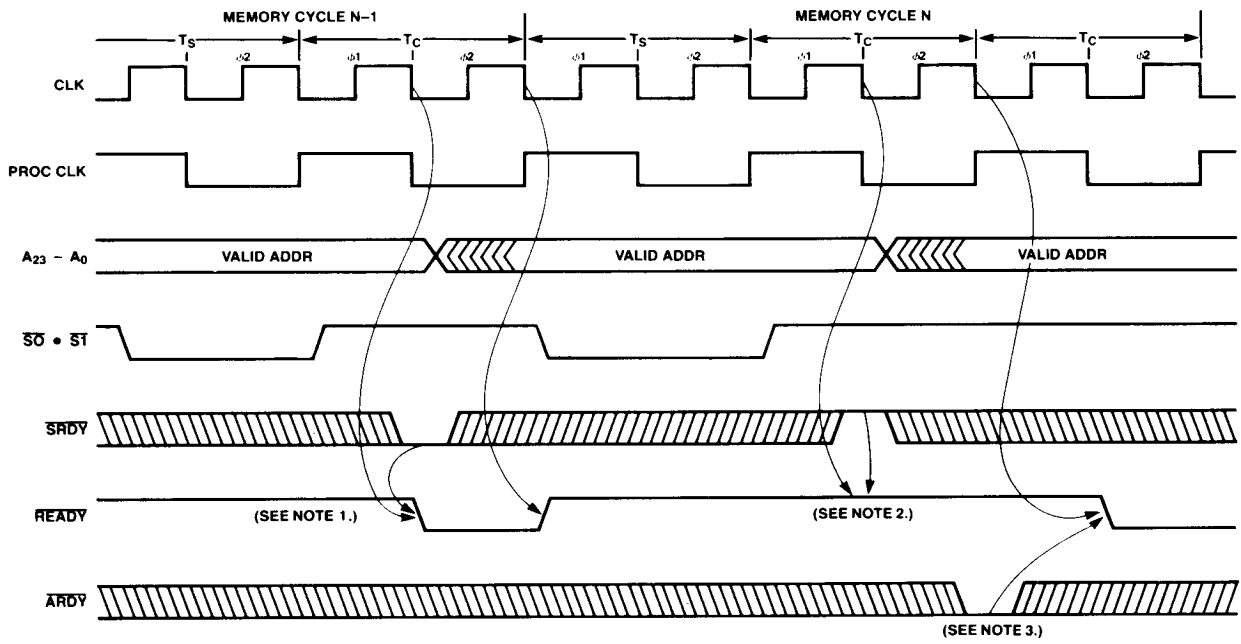 MEMORY CYCLE N–1 MEMORY CYCLE N
TS TC TS TC TC
ϕ2 ϕ1 ϕ2 ϕ1 ϕ2 ϕ1 ϕ2 ϕ1 ϕ2
CLK
PROC CLK
A23 – A0 VALID ADDR VALID ADDR VALID ADDR
S0 • S1
SRDY
READY (SEE NOTE 1.) (SEE NOTE 2.)
ARDY
(SEE NOTE 3.)